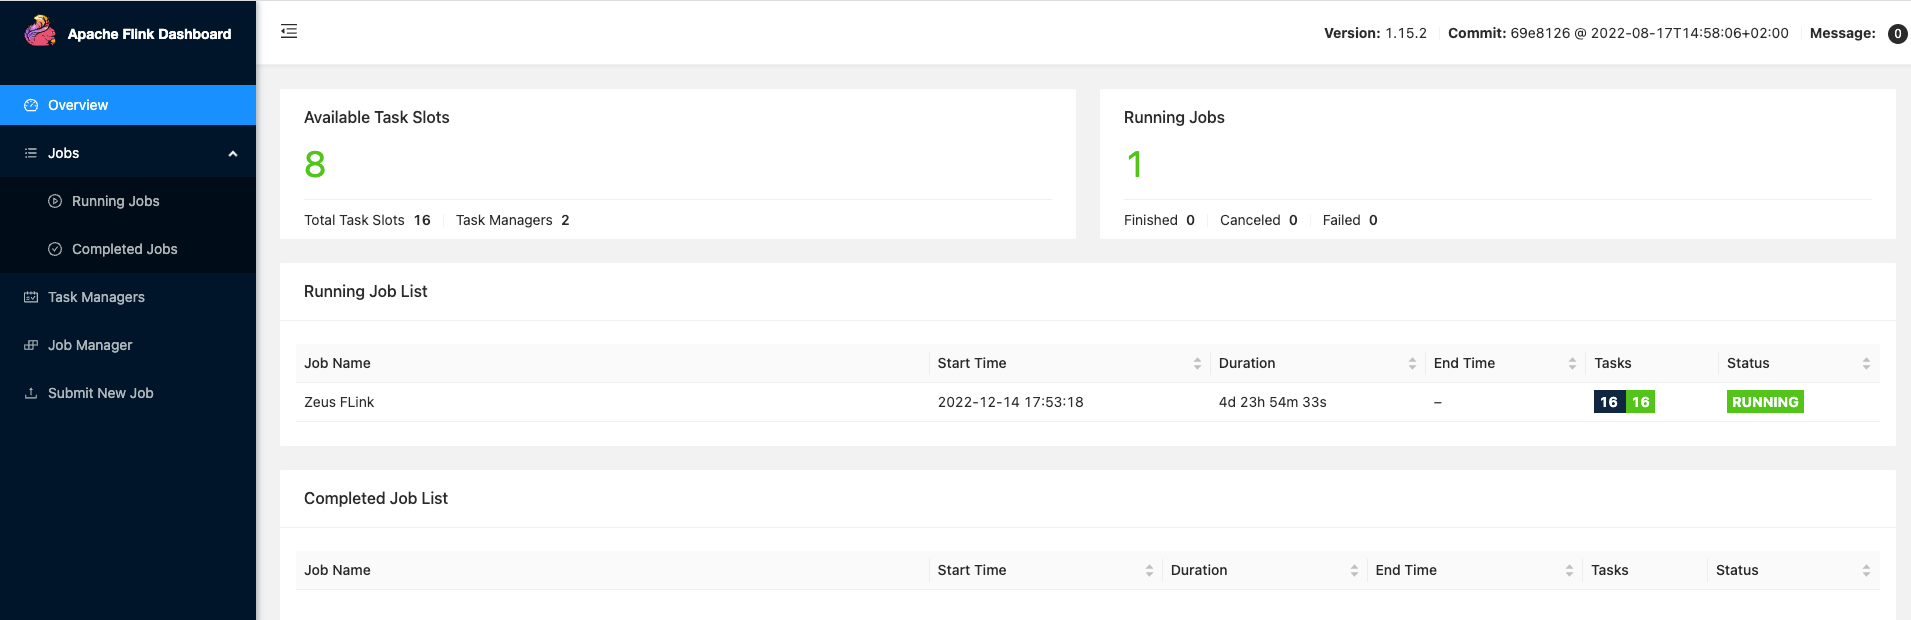 Apache Flink Dashboard
Version: 1.15.2 Commit: 69e8126 @ 2022-08-17T14:58:06+02:00 Message: 0
Overview
Jobs
Running Jobs
Completed Jobs
Task Managers
Job Manager
Submit New Job
Available Task Slots
8
Total Task Slots 16 Task Managers 2
Running Jobs
1
Finished 0 Canceled 0 Failed 0
Running Job List
Job Name Start Time Duration End Time Tasks Status
Zeus FLink 2022-12-14 17:53:18 4d 23h 54m 33s – 16 16 RUNNING
Completed Job List
Job Name Start Time Duration End Time Tasks Status